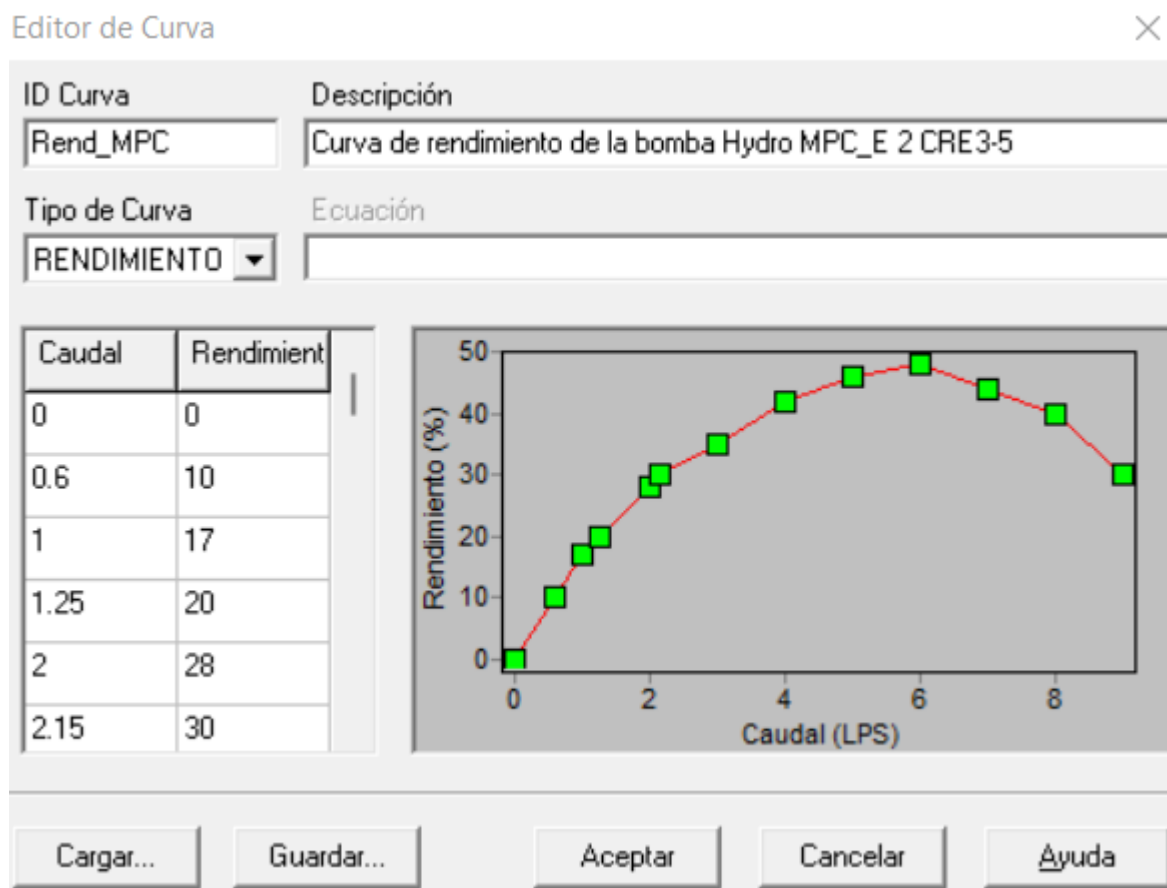 Editor de Curva
ID Curva
Descripción
Rend_MPC
Curva de rendimiento de la bomba Hydro MPC_E 2 CRE3-5
Tipo de Curva
Ecuación
RENDIMIENTO
Caudal Rendimient
0 0
0.6 10
1 17
1.25 20
2 28
2.15 30
50
40
30
20
10
0
Rendimiento (%)
0 2 4 6 8
Caudal (LPS)
Cargar... Guardar... Aceptar Cancelar Ayuda